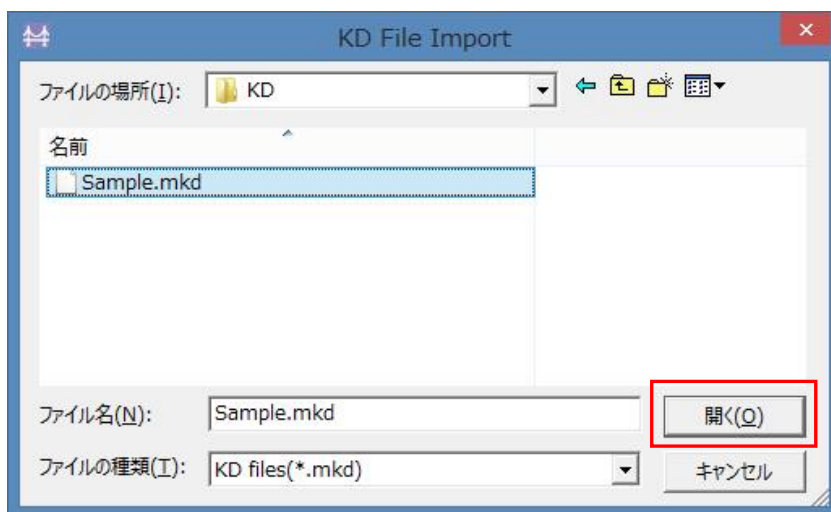 KD File Import
ファイルの場所(I): KD
名前
Sample.mkd
ファイル名(N): Sample.mkd 開く(O)
ファイルの種類(T): KD files(*.mkd) キャンセル